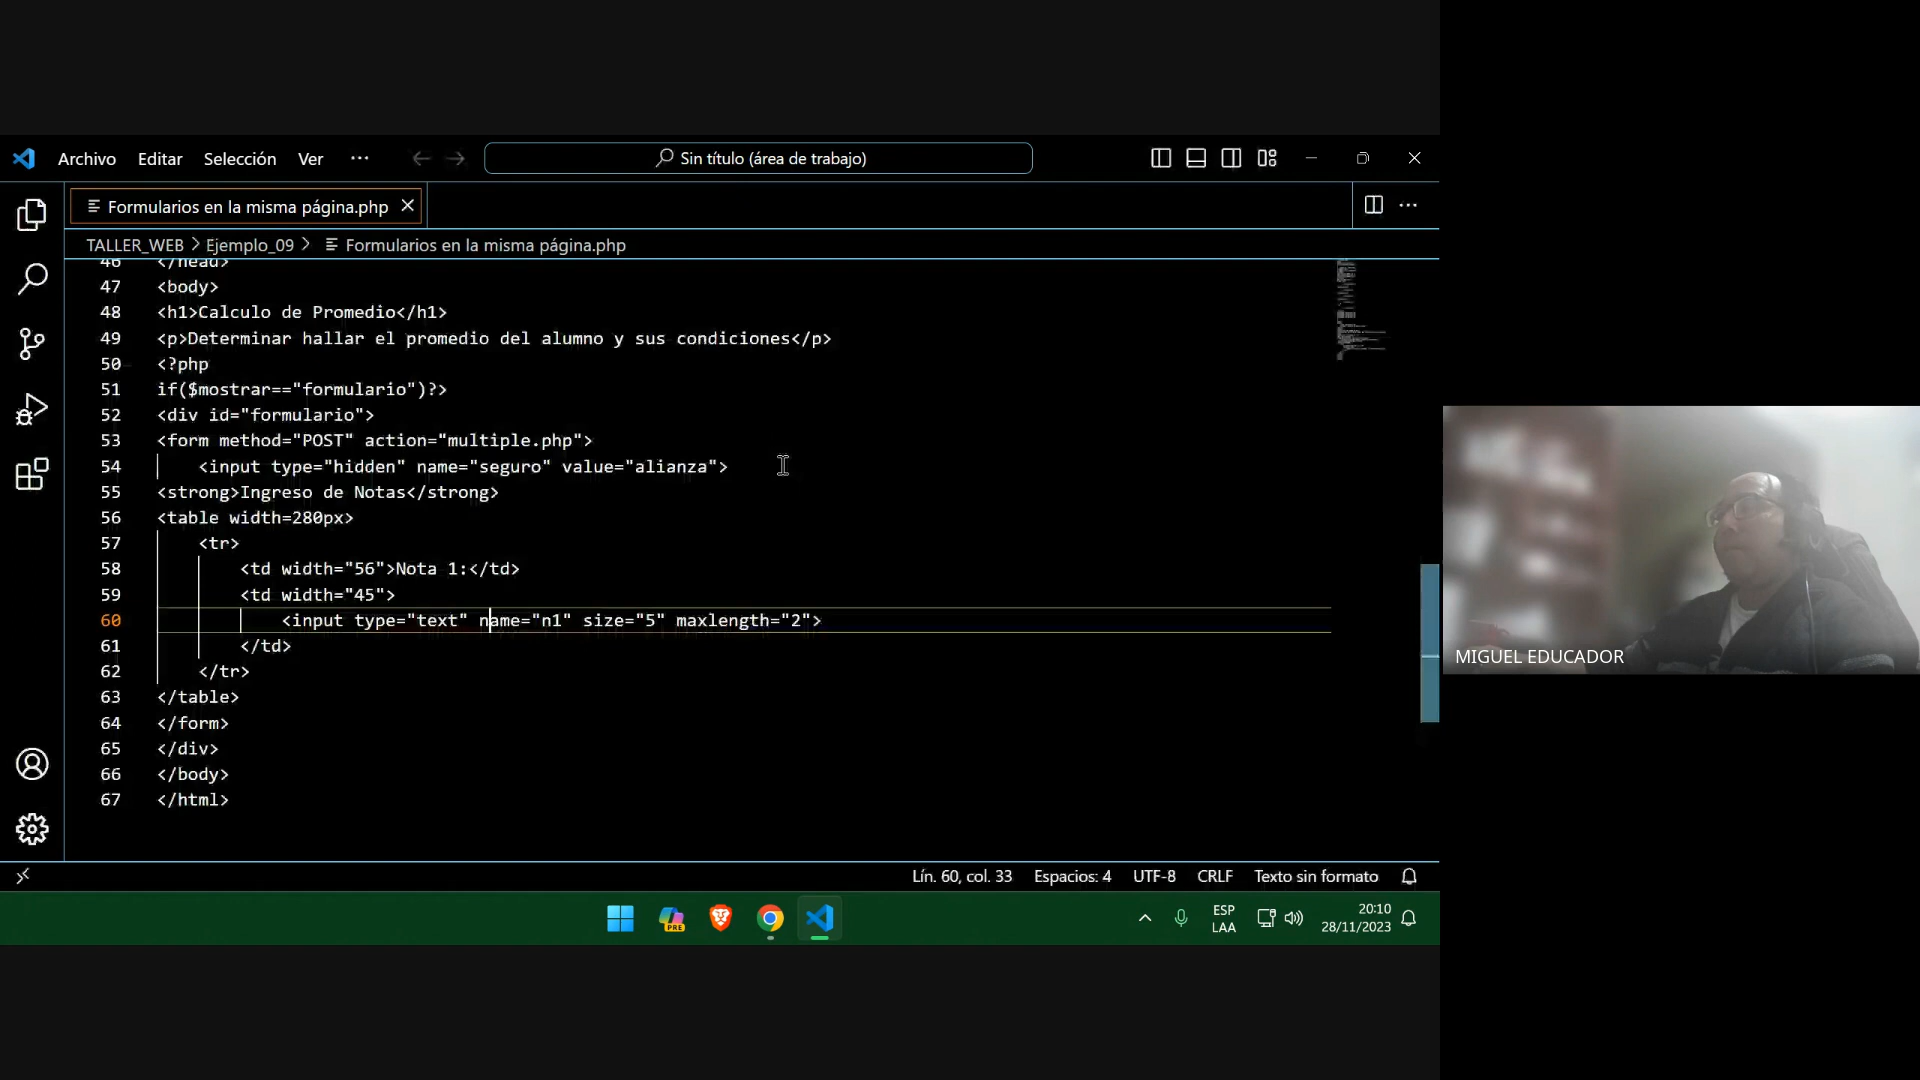 Archivo Editar Selección Ver ··· Sin título (área de trabajo)
Formularios en la misma página.php
TALLER_WEB > Ejemplo_09 > Formularios en la misma página.php
46 </head>
47 <body>
48 <h1>Calculo de Promedio</h1>
49 <p>Determinar hallar el promedio del alumno y sus condiciones</p>
50 <?php
51 if($mostrar=="formulario")?>
52 <div id="formulario">
53 <form method="POST" action="multiple.php">
54 <input type="hidden" name="seguro" value="alianza">
55 <strong>Ingreso de Notas</strong>
56 <table width=280px>
57 <tr>
58 <td width="56">Nota 1:</td>
59 <td width="45">
60 <input type="text" name="n1" size="5" maxlength="2">
61 </td>
62 </tr>
63 </table>
64 </form>
65 </div>
66 </body>
67 </html>
MIGUEL EDUCADOR
Lín. 60, col. 33 Espacios: 4 UTF-8 CRLF Texto sin formato
PRE
ESP
LAA
20:10
28/11/2023